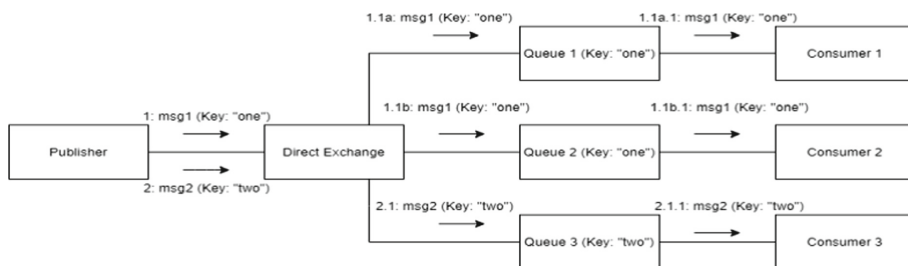 1.1a: msg1 (Key: "one")
1.1a.1: msg1 (Key: "one")
Queue 1 (Key: "one")
Consumer 1
1: msg1 (Key: "one")
1.1b: msg1 (Key: "one")
1.1b.1: msg1 (Key: "one")
Publisher
Direct Exchange
Queue 2 (Key: "one")
Consumer 2
2: msg2 (Key: "two")
2.1: msg2 (Key: "two")
2.1.1: msg2 (Key: "two")
Queue 3 (Key: "two")
Consumer 3